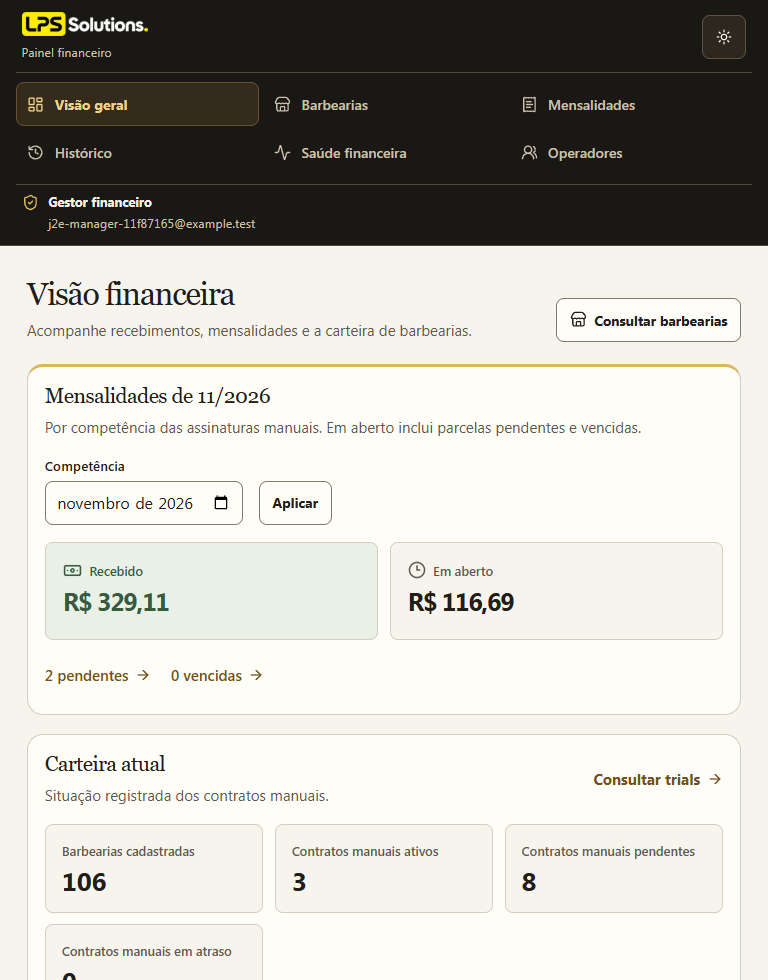 LPS Solutions.
Painel financeiro
Visão geral
Barbearias
Mensalidades
Histórico
Saúde financeira
Operadores
Gestor financeiro
j2e-manager-11f87165@example.test
Visão financeira
Acompanhe recebimentos, mensalidades e a carteira de barbearias.
Consultar barbearias
Mensalidades de 11/2026
Por competência das assinaturas manuais. Em aberto inclui parcelas pendentes e vencidas.
Competência
novembro de 2026
Aplicar
Recebido
R$ 329,11
Em aberto
R$ 116,69
2 pendentes →
0 vencidas →
Carteira atual
Situação registrada dos contratos manuais.
Consultar trials →
Barbearias cadastradas
106
Contratos manuais ativos
3
Contratos manuais pendentes
8
Contratos manuais em atraso